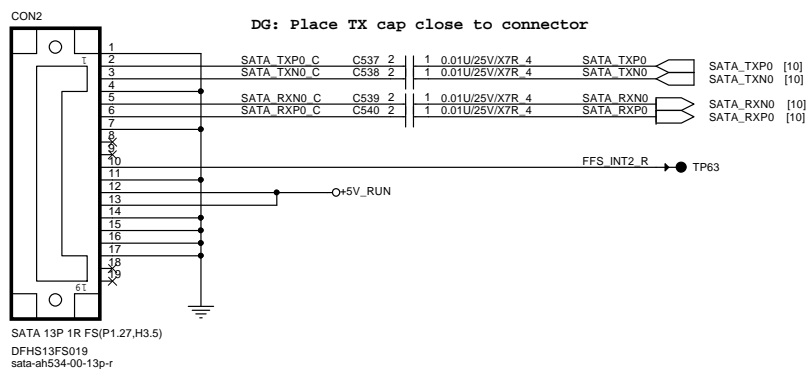 CON2
DG: Place TX cap close to connector
1
1
2 SATA_TXP0_C C537 2 1 0.01U/25V/X7R_4 SATA_TXP0 SATA_TXP0 [10]
3 SATA_TXN0_C C538 2 1 0.01U/25V/X7R_4 SATA_TXN0 SATA_TXN0 [10]
4
5 SATA_RXN0_C C539 2 1 0.01U/25V/X7R_4 SATA_RXN0 SATA_RXN0 [10]
6 SATA_RXP0_C C540 2 1 0.01U/25V/X7R_4 SATA_RXP0 SATA_RXP0 [10]
7
8
9
10 FFS_INT2_R TP63
11
12 +5V_RUN
13
14
15
16
17
18
19
19
SATA 13P 1R FS(P1.27,H3.5)
DFHS13FS019
sata-ah534-00-13p-r